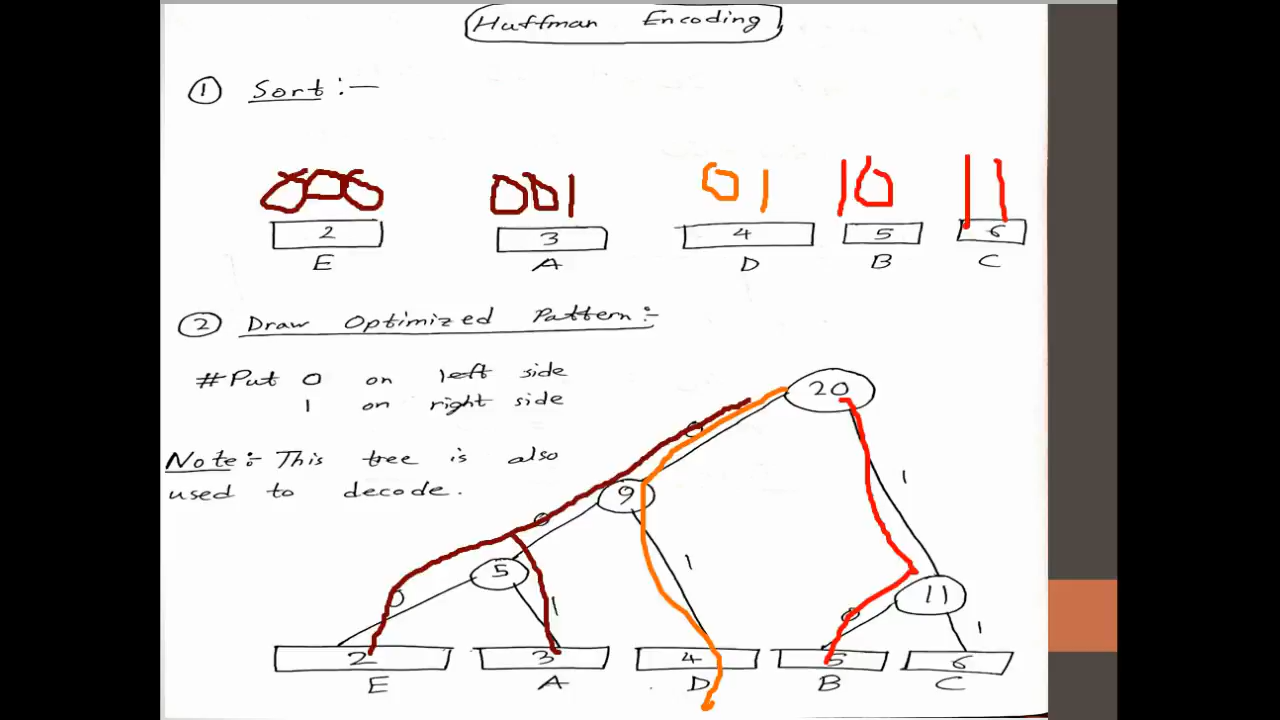 Huffman Encoding
① Sort :-
000 001 01 10 11
2 3 4 5 6
E A D B C
② Draw Optimized Pattern :-
#Put 0 on left side
1 on right side
Note :- This tree is also
used to decode.
20
0 1
9
0 1
5 11
0 1 0 1
2 3 4 5 6
E A D B C